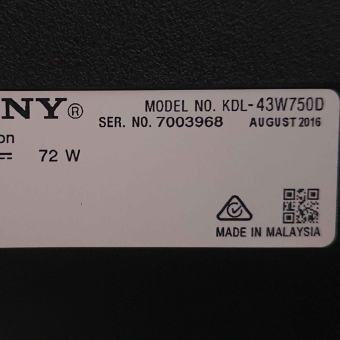 NY®
MODEL NO. KDL-43W750D
SER. NO. 7003968 AUGUST 2016
on
72 W
MADE IN MALAYSIA